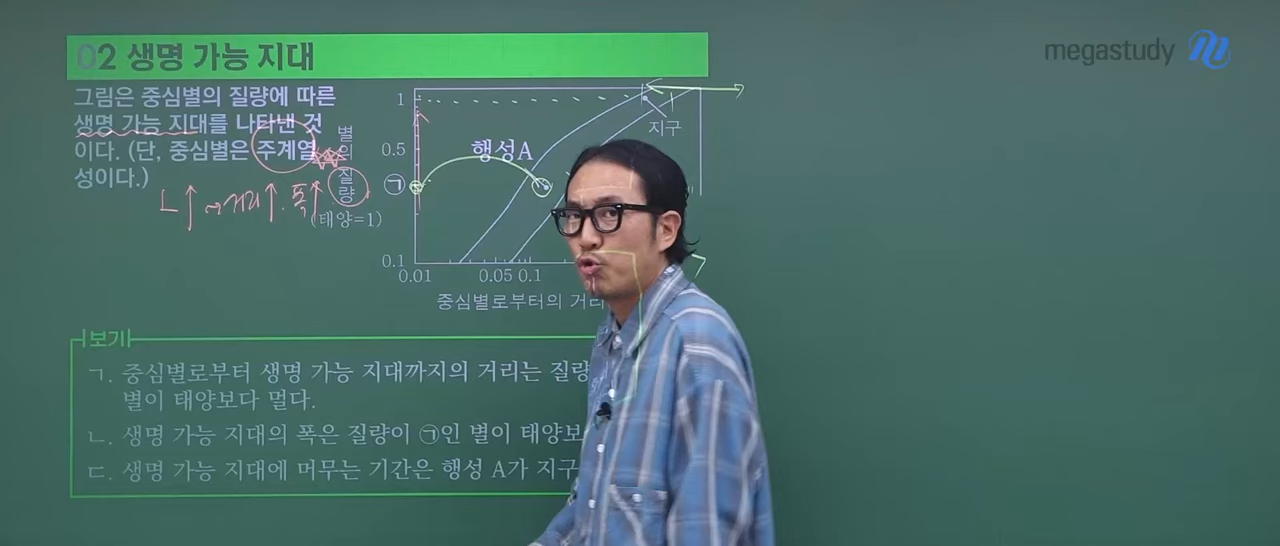 megastudy
02 생명 가능 지대
그림은 중심별의 질량에 따른
생명 가능 지대를 나타낸 것
이다. (단, 중심별은 주계열
성이다.)
L↑ → 거리↑. 폭↑
별의 질량
(태양=1)
1
0.5
㉠
0.1
0.01
0.05
0.1
행성A
지구
중심별로부터의 거리
보기
ㄱ. 중심별로부터 생명 가능 지대까지의 거리는 질량
별이 태양보다 멀다.
ㄴ. 생명 가능 지대의 폭은 질량이 ㉠인 별이 태양보
ㄷ. 생명 가능 지대에 머무는 기간은 행성 A가 지구